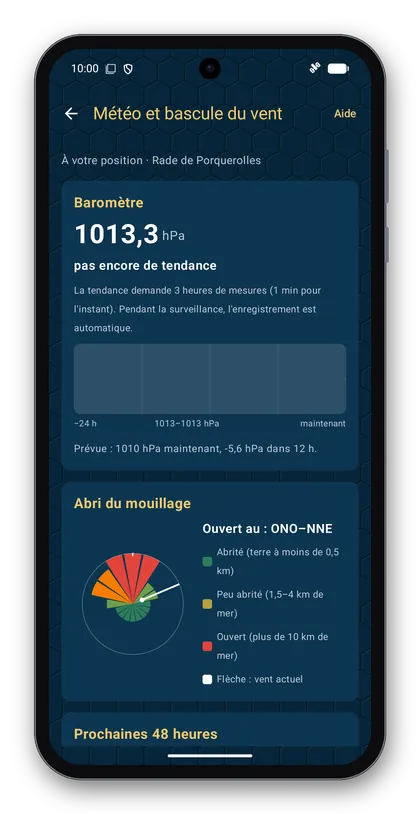 10:00
Météo et bascule du vent
Aide
À votre position · Rade de Porquerolles
Baromètre
1013,3 hPa
pas encore de tendance
La tendance demande 3 heures de mesures (1 min pour
l'instant). Pendant la surveillance, l'enregistrement est
automatique.
−24 h
1013–1013 hPa
maintenant
Prévue : 1010 hPa maintenant, -5,6 hPa dans 12 h.
Abri du mouillage
Ouvert au : ONO–NNE
Abrité (terre à moins de 0,5
km)
Peu abrité (1,5–4 km de
mer)
Ouvert (plus de 10 km de
mer)
Flèche : vent actuel
Prochaines 48 heures